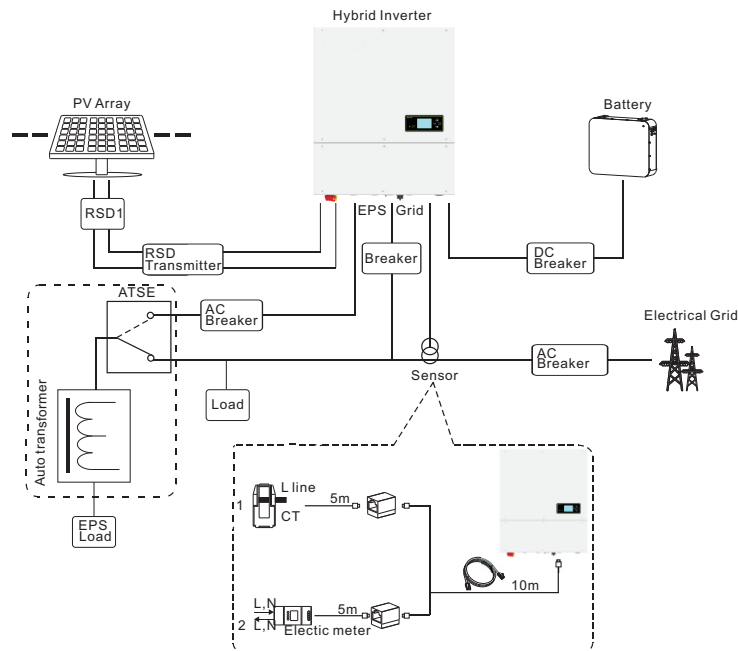 Hybrid Inverter
PV Array
Battery
RSD1
EPS Grid
RSD
Transmitter
Breaker
DC
Breaker
ATSE
AC
Breaker
Electrical Grid
AC
Breaker
Sensor
Load
Auto transformer
EPS
Load
1
L line
CT
5m
10m
L,N
5m
2 L,N
Electic meter